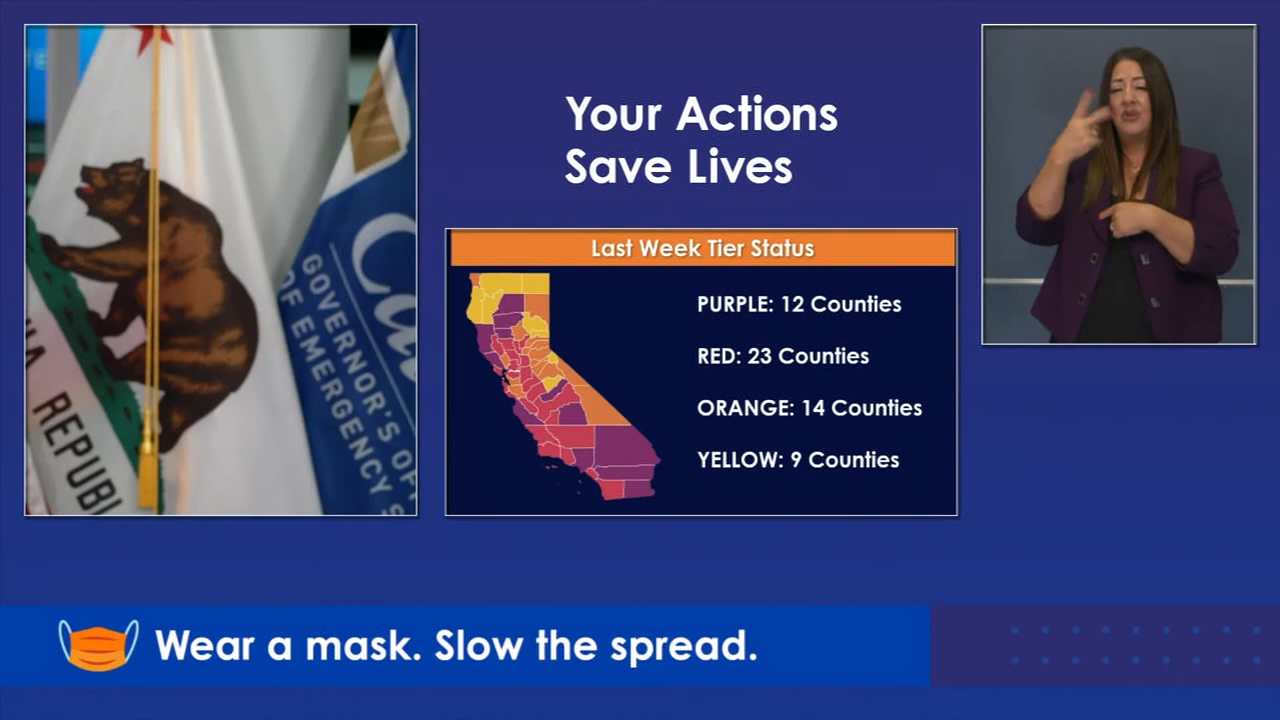 Your Actions
Save Lives
Last Week Tier Status
PURPLE: 12 Counties
RED: 23 Counties
ORANGE: 14 Counties
YELLOW: 9 Counties
REPUBL
GOVERNOR'S OF
OF EMERGENCY S
Wear a mask. Slow the spread.